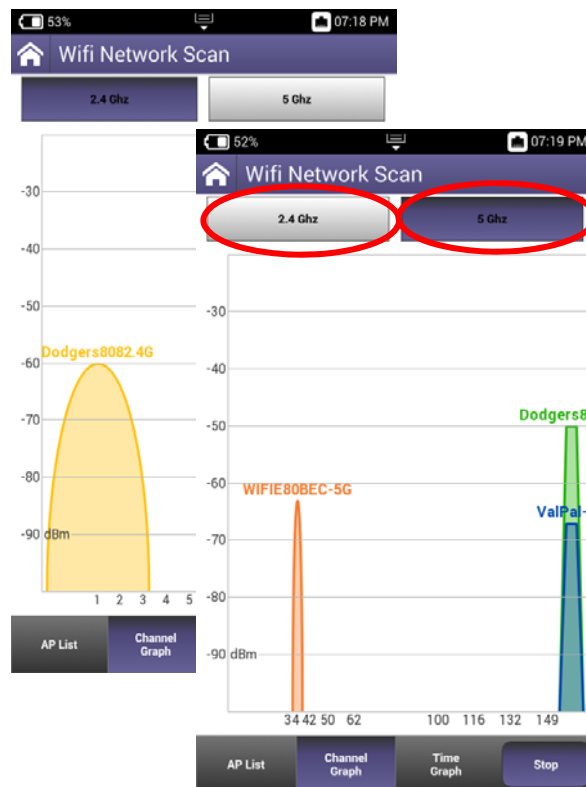 53%
07:18 PM
Wifi Network Scan
2.4 Ghz
5 Ghz
-30
-40
-50
Dodgers8082.4G
-60
-70
-80
-90 dBm
1 2 3 4 5
AP List
Channel
Graph
52%
07:19 PM
Wifi Network Scan
2.4 Ghz
5 Ghz
-30
-40
Dodgers8
-50
-60
WIFIE80BEC-5G
ValPal-
-70
-80
-90 dBm
34 42 50 62 100 116 132 149
AP List
Channel
Graph
Time
Graph
Stop